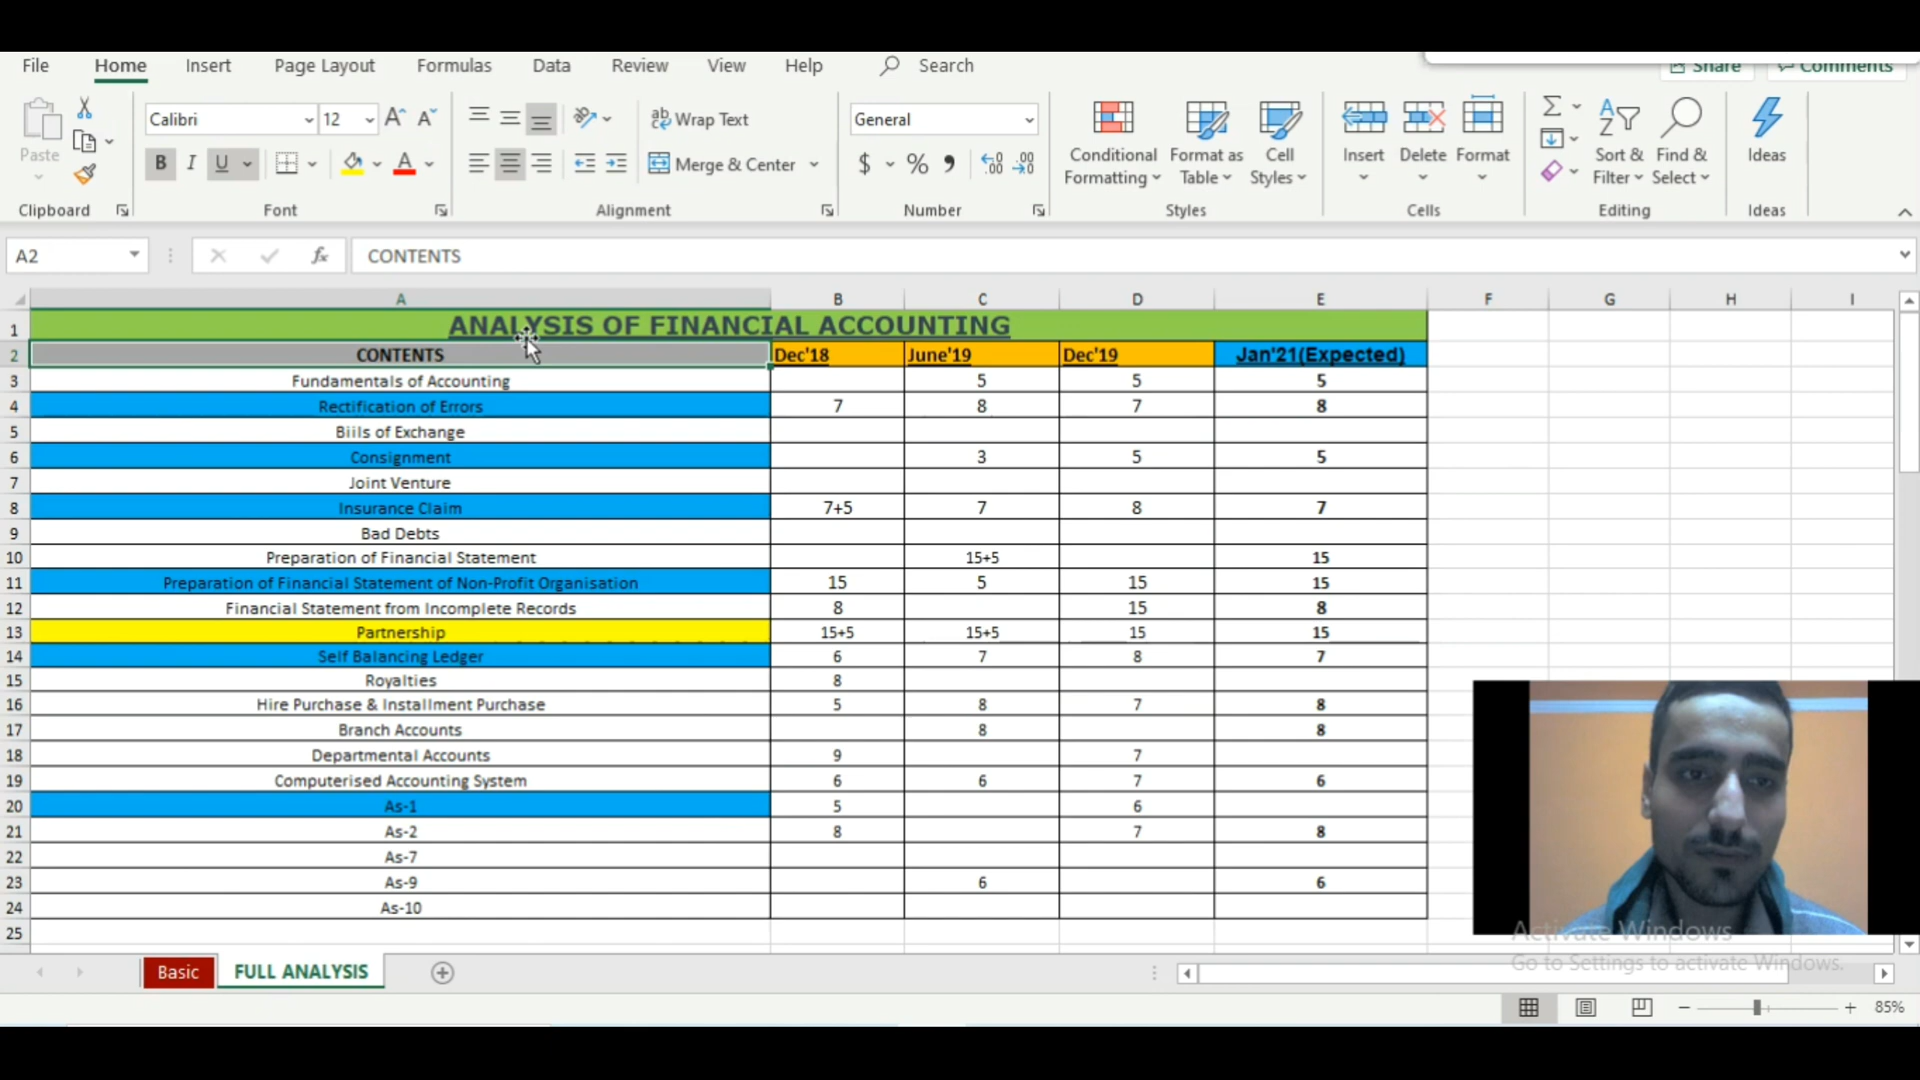 File Home Insert Page Layout Formulas Data Review View Help Search Share Comments
Calibri 12 Wrap Text General
Paste B I U Merge & Center $ % Conditional Formatting Format as Table Cell Styles Insert Delete Format Sort & Filter Find & Select Ideas
Clipboard Font Alignment Number Styles Cells Editing Ideas
A2 fx CONTENTS
A B C D E F G H I
1 ANALYSIS OF FINANCIAL ACCOUNTING
2 CONTENTS Dec'18 June'19 Dec'19 Jan'21(Expected)
3 Fundamentals of Accounting 5 5 5
4 Rectification of Errors 7 8 7 8
5 Biils of Exchange
6 Consignment 3 5 5
7 Joint Venture
8 Insurance Claim 7+5 7 8 7
9 Bad Debts
10 Preparation of Financial Statement 15+5 15
11 Preparation of Financial Statement of Non-Profit Organisation 15 5 15 15
12 Financial Statement from Incomplete Records 8 15 8
13 Partnership 15+5 15+5 15 15
14 Self Balancing Ledger 6 7 8 7
15 Royalties 8
16 Hire Purchase & Installment Purchase 5 8 7 8
17 Branch Accounts 8 8
18 Departmental Accounts 9 7
19 Computerised Accounting System 6 6 7 6
20 As-1 5 6
21 As-2 8 7 8
22 As-7
23 As-9 6 6
24 As-10
25
Activate Windows
Go to Settings to activate Windows.
Basic FULL ANALYSIS
85%